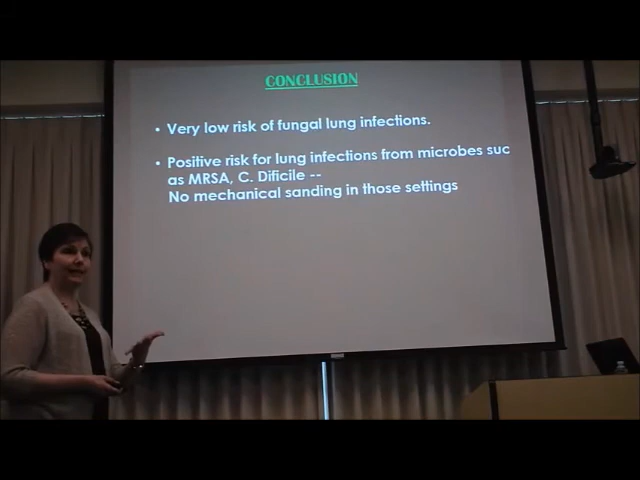 CONCLUSION
• Very low risk of fungal lung infections.
• Positive risk for lung infections from microbes suc
as MRSA, C. Dificile --
No mechanical sanding in those settings